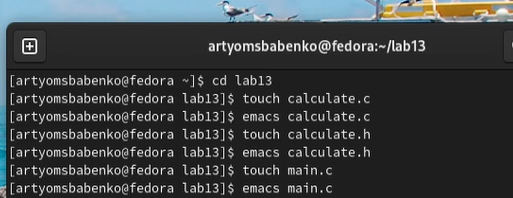 artyomsbabenko@fedora:~/lab13
[artyomsbabenko@fedora ~]$ cd lab13
[artyomsbabenko@fedora lab13]$ touch calculate.c
[artyomsbabenko@fedora lab13]$ emacs calculate.c
[artyomsbabenko@fedora lab13]$ touch calculate.h
[artyomsbabenko@fedora lab13]$ emacs calculate.h
[artyomsbabenko@fedora lab13]$ touch main.c
[artyomsbabenko@fedora lab13]$ emacs main.c